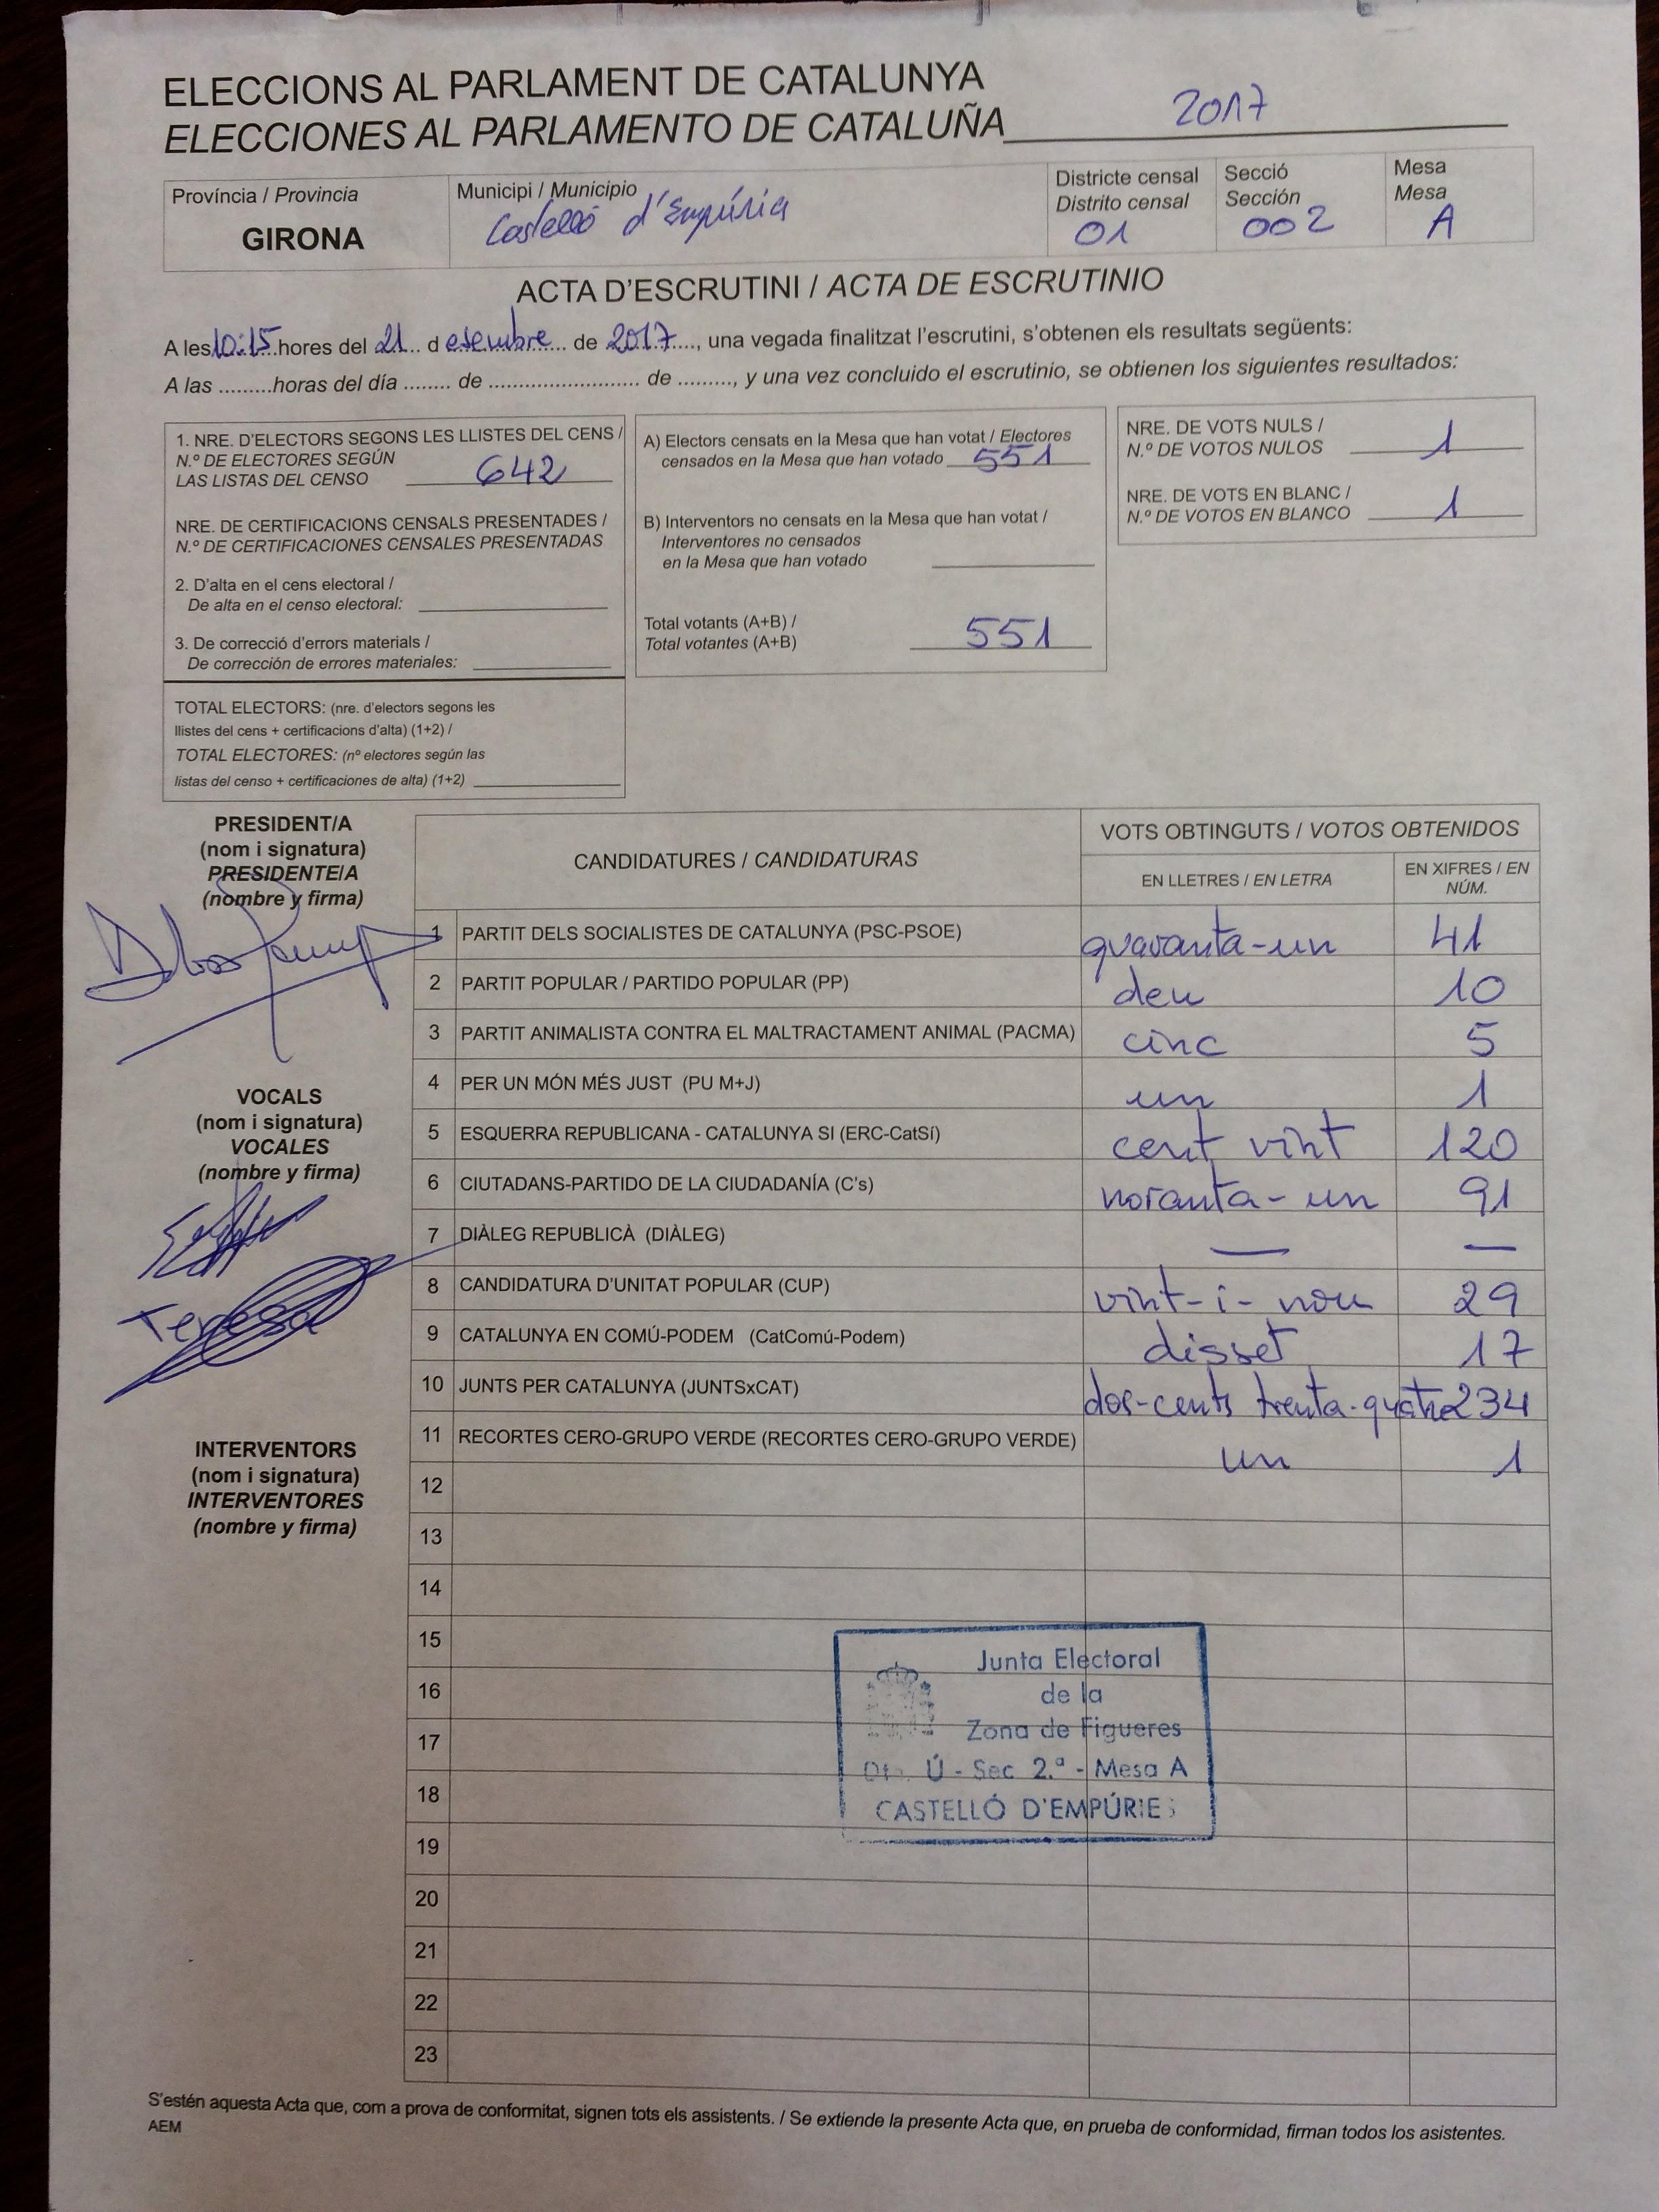 ELECCIONS AL PARLAMENT DE CATALUNYA
ELECCIONES AL PARLAMENTO DE CATALUÑA 2017
Província / Provincia
GIRONA
Municipi / Municipio
Castelló d'Empúria
Districte censal
Distrito censal
01
Secció
Sección
002
Mesa
Mesa
A
ACTA D'ESCRUTINI / ACTA DE ESCRUTINIO
A les 10:15 hores del 21 d esembre de 2017, una vegada finalitzat l'escrutini, s'obtenen els resultats següents:
A las .........horas del día ........ de .......................... de ........., y una vez concluido el escrutinio, se obtienen los siguientes resultados:
1. NRE. D'ELECTORS SEGONS LES LLISTES DEL CENS /
N.º DE ELECTORES SEGÚN
LAS LISTAS DEL CENSO 642
NRE. DE CERTIFICACIONS CENSALS PRESENTADES /
N.º DE CERTIFICACIONES CENSALES PRESENTADAS
2. D'alta en el cens electoral /
De alta en el censo electoral:
3. De correcció d'errors materials /
De corrección de errores materiales:
TOTAL ELECTORS: (nre. d'electors segons les
llistes del cens + certificacions d'alta) (1+2) /
TOTAL ELECTORES: (nº electores según las
listas del censo + certificaciones de alta) (1+2)
A) Electors censats en la Mesa que han votat / Electores
censados en la Mesa que han votado 551
B) Interventors no censats en la Mesa que han votat /
Interventores no censados
en la Mesa que han votado
Total votants (A+B) /
Total votantes (A+B) 551
NRE. DE VOTS NULS /
N.º DE VOTOS NULOS 1
NRE. DE VOTS EN BLANC /
N.º DE VOTOS EN BLANCO 1
PRESIDENT/A
(nom i signatura)
PRESIDENTE/A
(nombre y firma)
VOCALS
(nom i signatura)
VOCALES
(nombre y firma)
Teresa
INTERVENTORS
(nom i signatura)
INTERVENTORES
(nombre y firma)
CANDIDATURES / CANDIDATURAS
VOTS OBTINGUTS / VOTOS OBTENIDOS
EN LLETRES / EN LETRA
EN XIFRES / EN
NÚM.
1 PARTIT DELS SOCIALISTES DE CATALUNYA (PSC-PSOE) quaranta-un 41
2 PARTIT POPULAR / PARTIDO POPULAR (PP) deu 10
3 PARTIT ANIMALISTA CONTRA EL MALTRACTAMENT ANIMAL (PACMA) cinc 5
4 PER UN MÓN MÉS JUST (PU M+J) un 1
5 ESQUERRA REPUBLICANA - CATALUNYA SI (ERC-CatSí) cent vint 120
6 CIUTADANS-PARTIDO DE LA CIUDADANÍA (C's) noranta-un 91
7 DIÀLEG REPUBLICÀ (DIÀLEG) — —
8 CANDIDATURA D'UNITAT POPULAR (CUP) vint-i-nou 29
9 CATALUNYA EN COMÚ-PODEM (CatComú-Podem) disset 17
10 JUNTS PER CATALUNYA (JUNTSxCAT) dos-cents trenta-quatre 234
11 RECORTES CERO-GRUPO VERDE (RECORTES CERO-GRUPO VERDE) un 1
12
13
14
15
16
17
18
19
20
21
22
23
Junta Electoral
de la
Zona de Figueres
Ú - Sec 2.ª - Mesa A
CASTELLÓ D'EMPÚRIES
S'estén aquesta Acta que, com a prova de conformitat, signen tots els assistents. / Se extiende la presente Acta que, en prueba de conformidad, firman todos los asistentes.
AEM